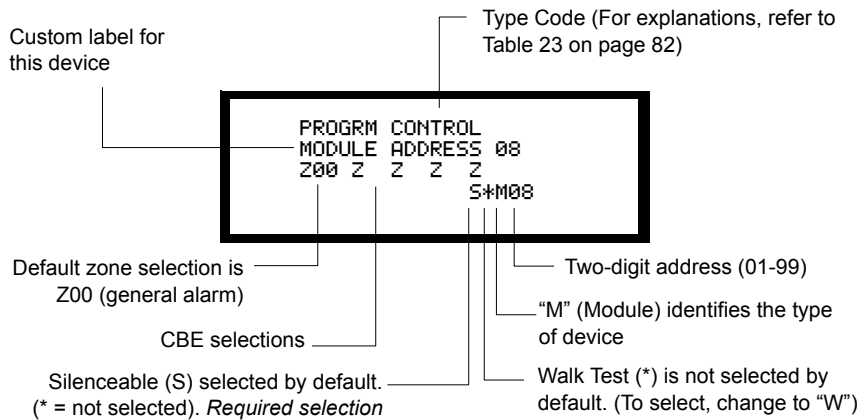 Type Code (For explanations, refer to
Table 23 on page 82)
Custom label for
this device
PROGRM CONTROL
MODULE ADDRESS 08
Z00 Z Z Z Z
S*M08
Default zone selection is
Z00 (general alarm)
Two-digit address (01-99)
CBE selections
“M” (Module) identifies the type
of device
Silenceable (S) selected by default.
(* = not selected). Required selection
Walk Test (*) is not selected by
default. (To select, change to “W”)